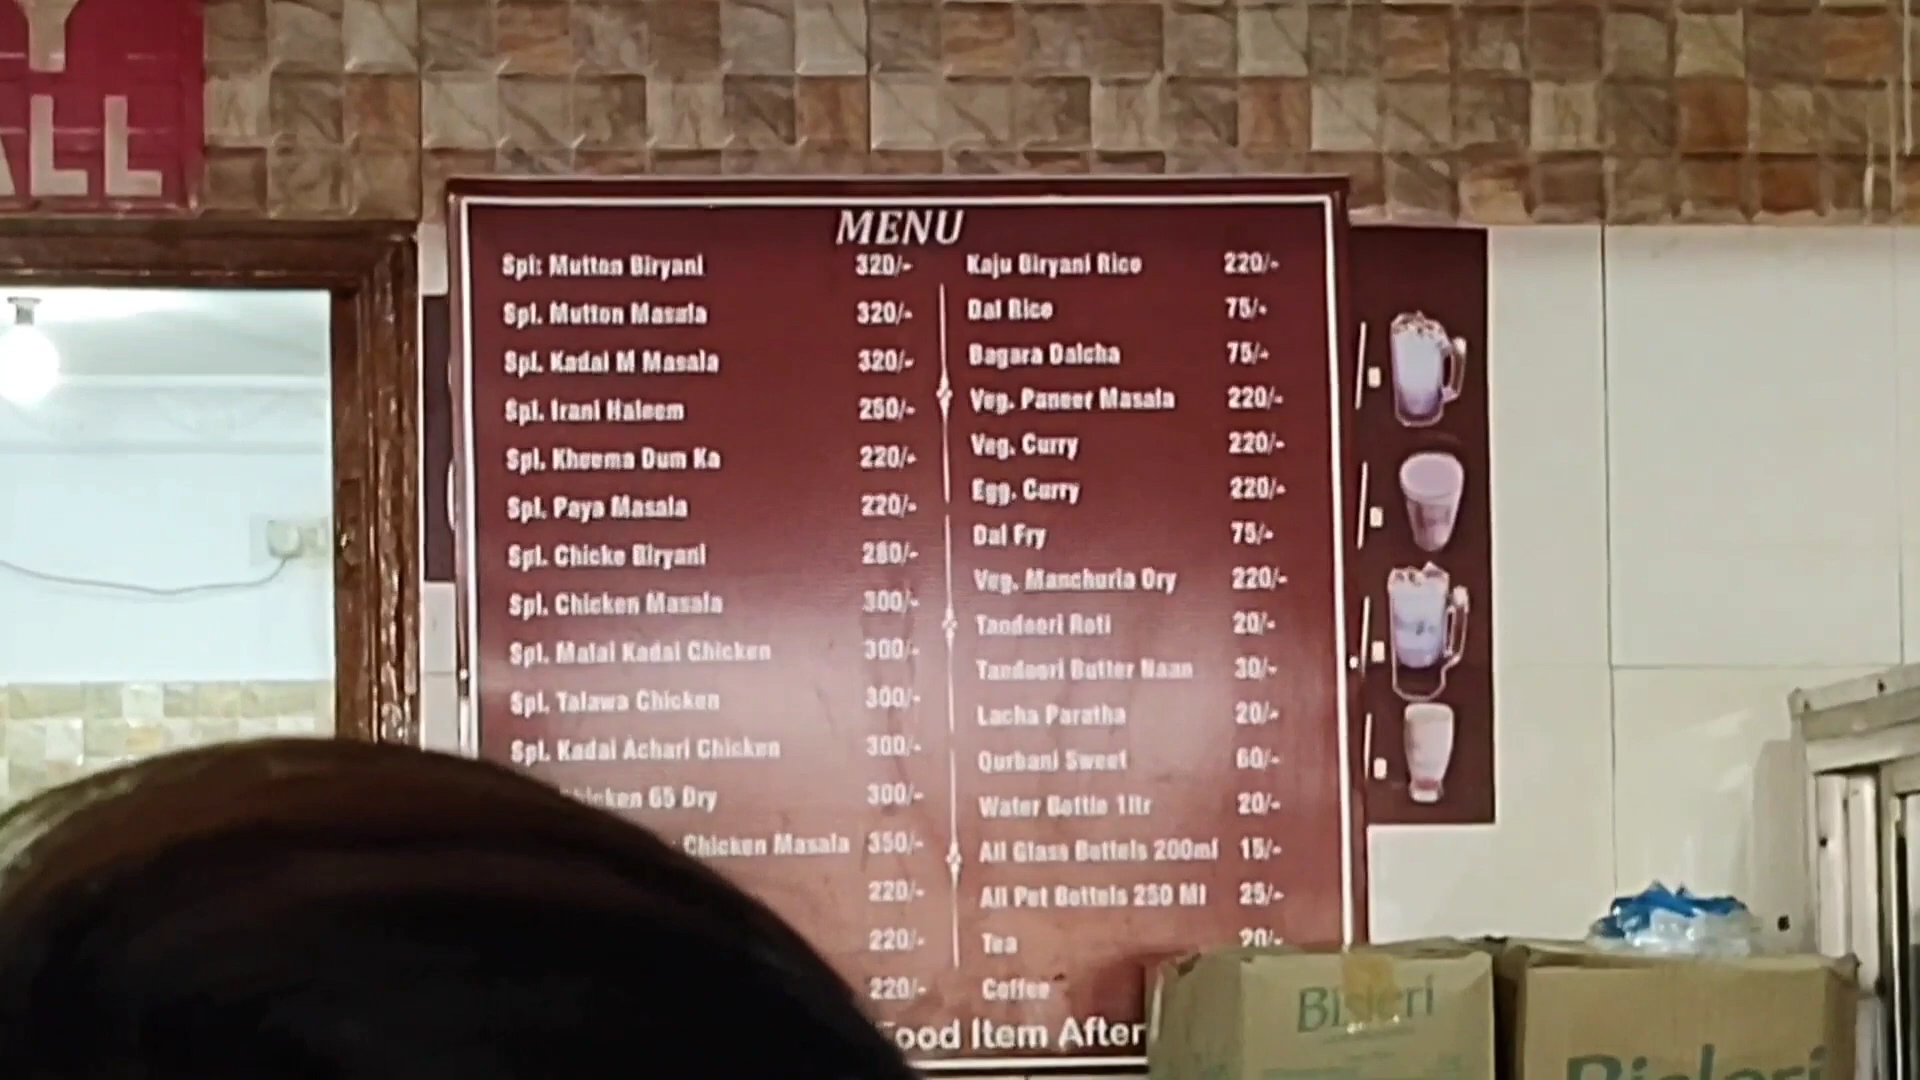 ALL
MENU
Spl: Mutton Biryani 320/-
Spl. Mutton Masala 320/-
Spl. Kadai M Masala 320/-
Spl. Irani Haleem 250/-
Spl. Kheema Dum Ka 220/-
Spl. Paya Masala 220/-
Spl. Chicke Biryani 280/-
Spl. Chicken Masala 300/-
Spl. Malai Kadai Chicken 300/-
Spl. Talawa Chicken 300/-
Spl. Kadai Achari Chicken 300/-
Chicken 65 Dry 300/-
Chicken Masala 350/-
220/-
220/-
220/-
Kaju Biryani Rice 220/-
Dal Rice 75/-
Bagara Dalcha 75/-
Veg. Paneer Masala 220/-
Veg. Curry 220/-
Egg. Curry 220/-
Dal Fry 75/-
Veg. Manchuria Dry 220/-
Tandoori Roti 20/-
Tandoori Butter Naan 30/-
Lacha Paratha 20/-
Qurbani Sweet 60/-
Water Bottle 1ltr 20/-
All Glass Bottels 200ml 15/-
All Pet Bottels 250 Ml 25/-
Tea 20/-
Coffee
Food Item After
Bisleri
Bisleri